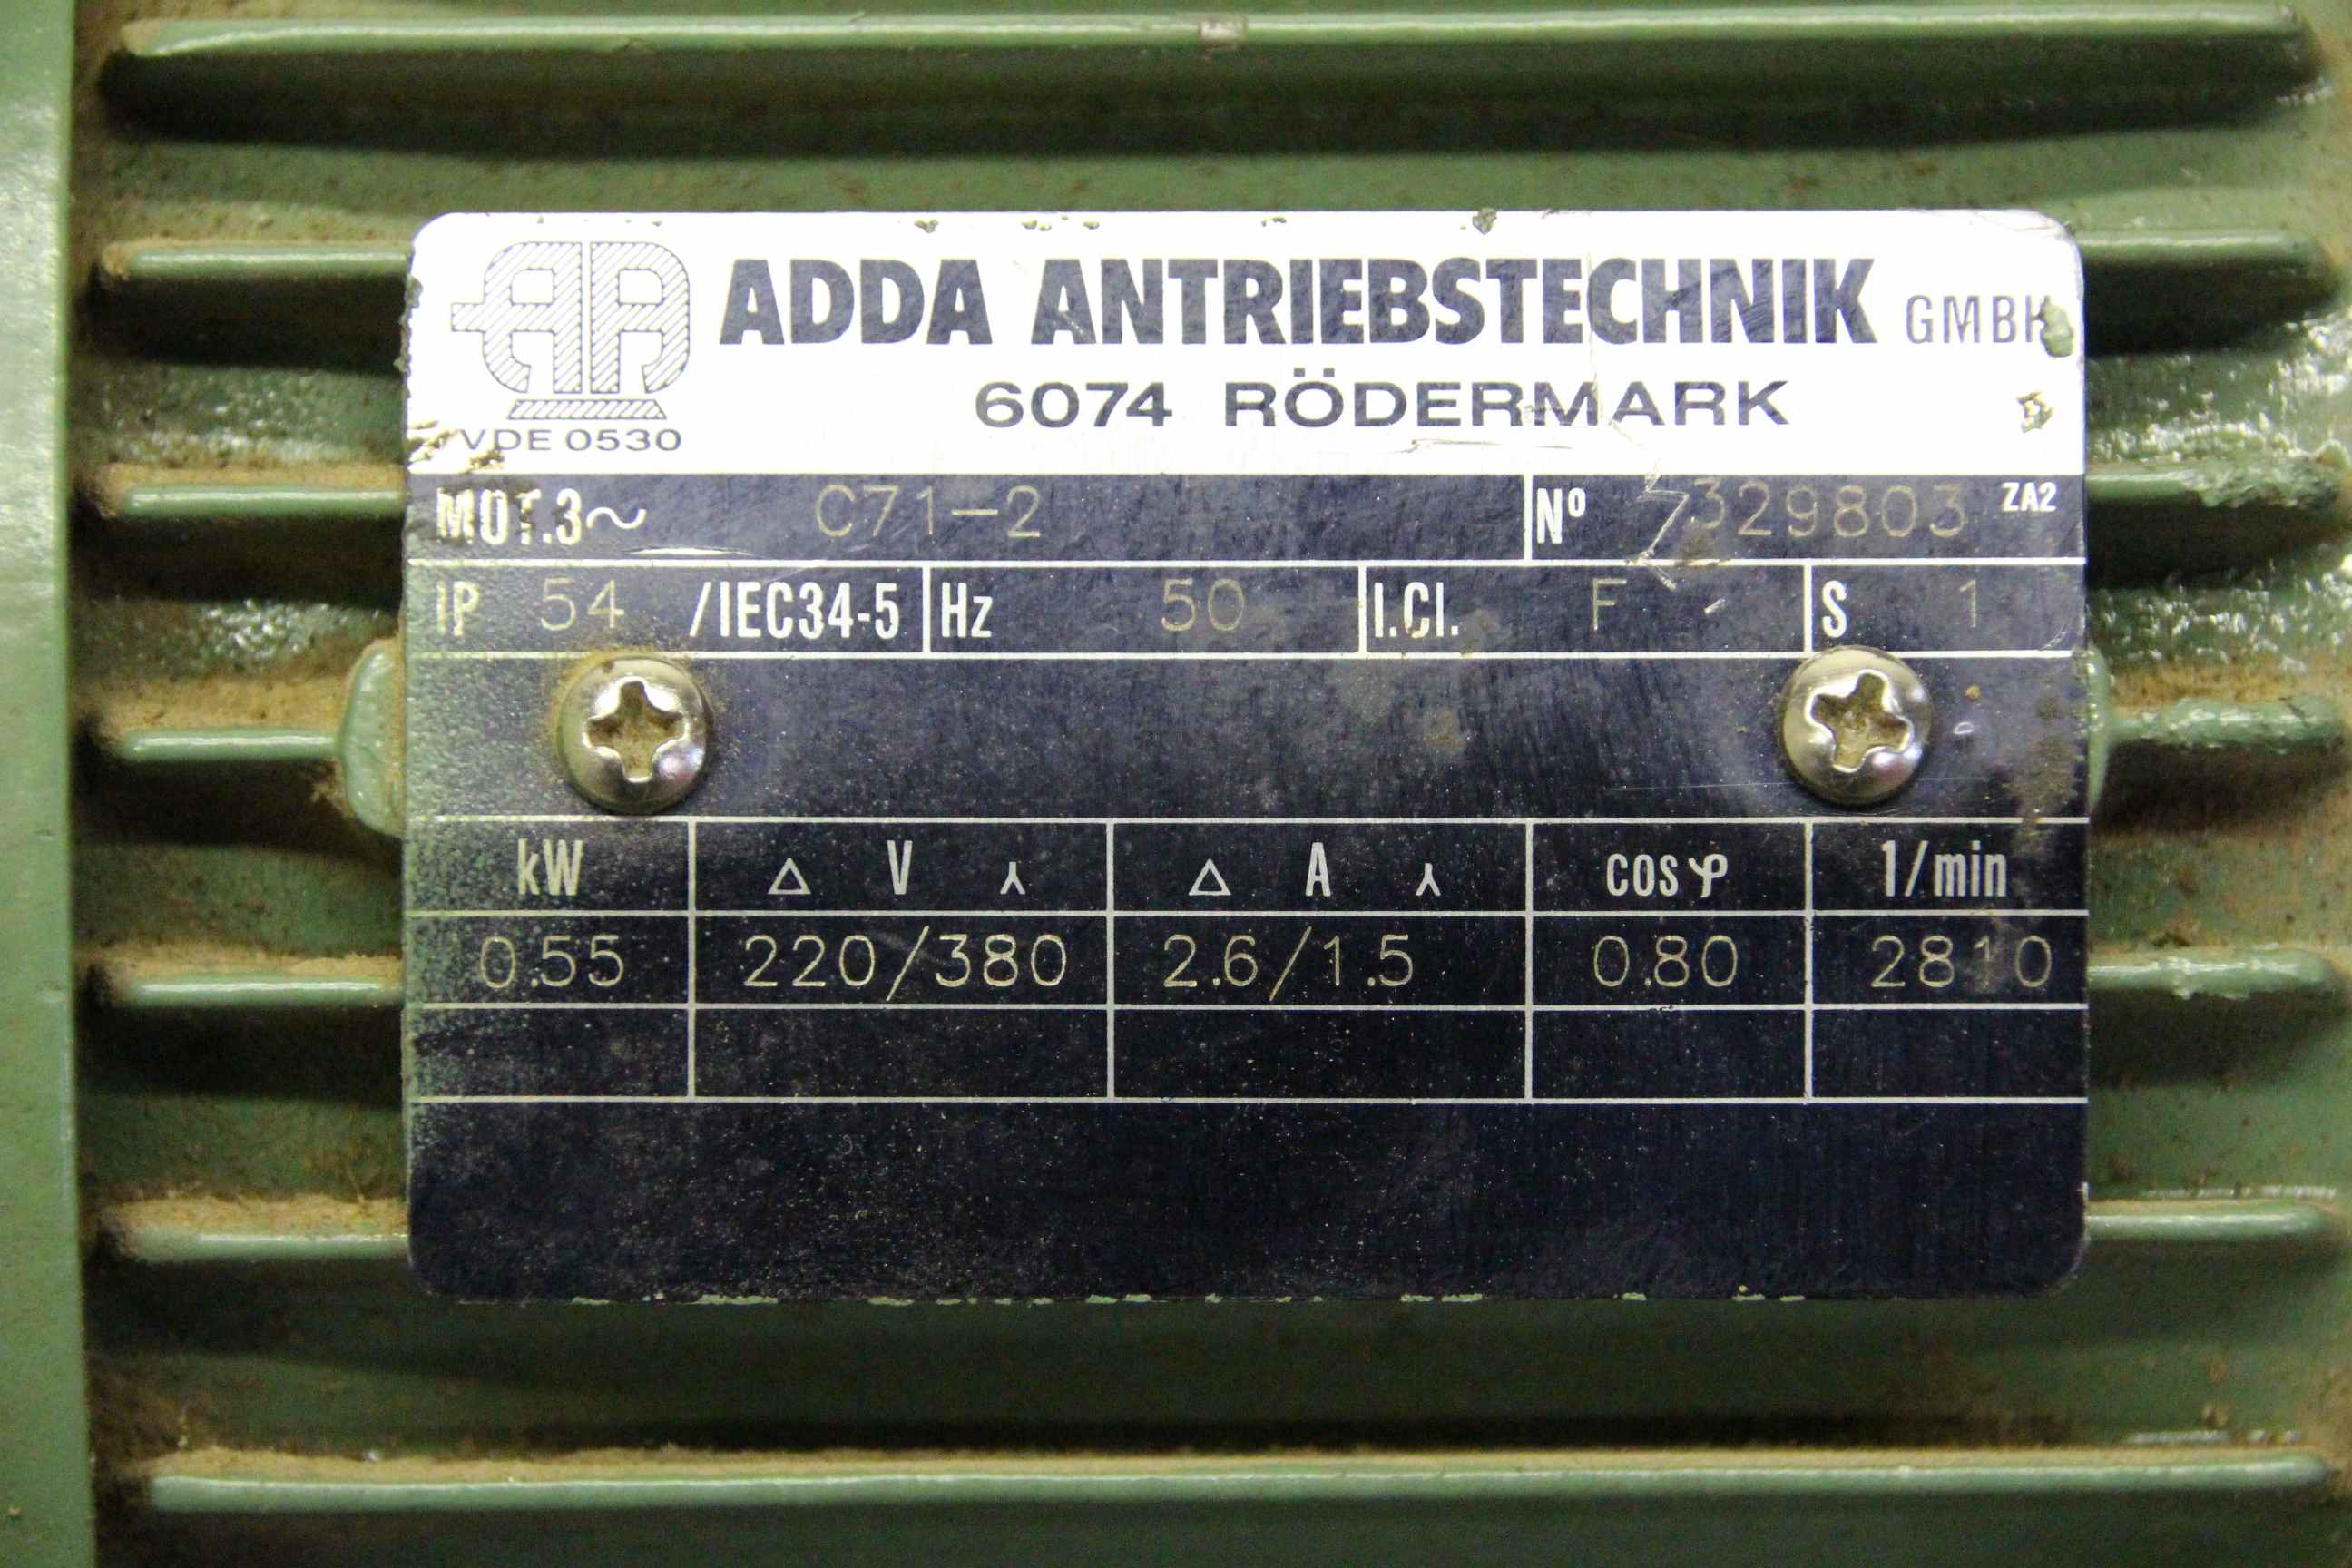 ADDA ANTRIEBSTECHNIK GMBH
6074 RÖDERMARK
VDE 0530
MOT.3~ C71-2 Nº 329803 ZA2
IP 54 /IEC34-5 Hz 50 I.Cl. F S 1
kW △ V ⅄ △ A ⅄ cosφ 1/min
0.55 220/380 2.6/1.5 0.80 2810